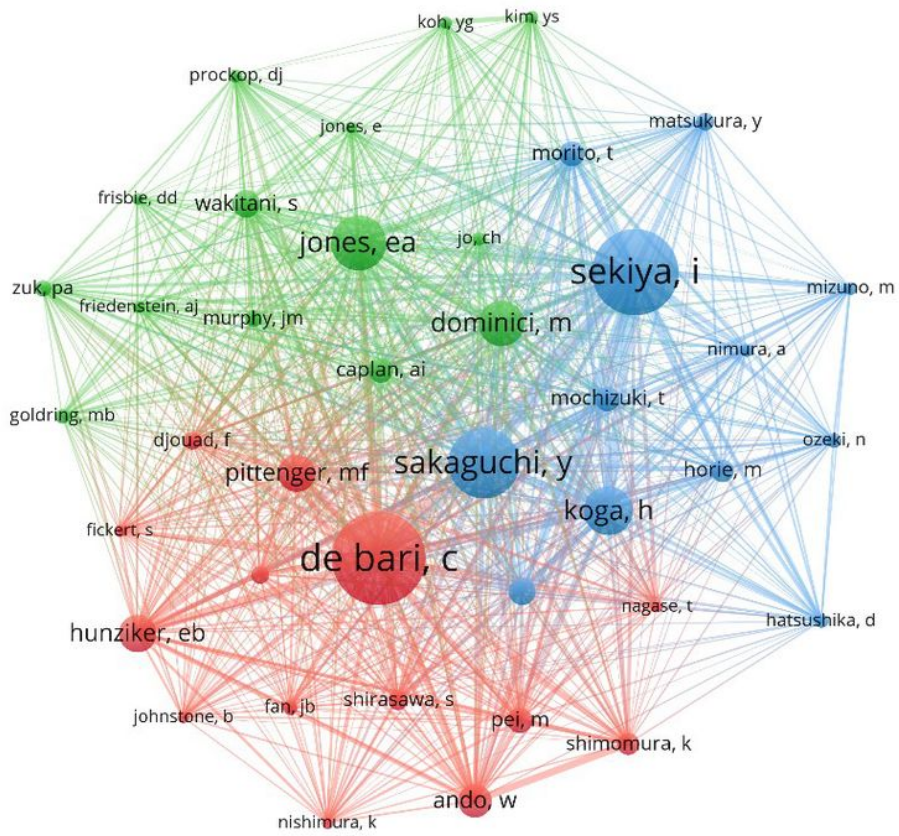 kim, ys
koh, yg
prockop, dj
matsukura, y
jones, e
morito, t
frisbie, dd
wakitani, s
jo, ch
jones, ea
sekiya, i
zuk, pa
mizuno, m
friedenstein, aj
murphy, jm
dominici, m
nimura, a
caplan, ai
mochizuki, t
goldring, mb
djouad, f
ozeki, n
sakaguchi, y
pittenger, mf
horie, m
koga, h
fickert, s
de bari, c
nagase, t
hatsushika, d
hunziker, eb
shirasawa, s
fan, jb
johnstone, b
pei, m
shimomura, k
ando, w
nishimura, k